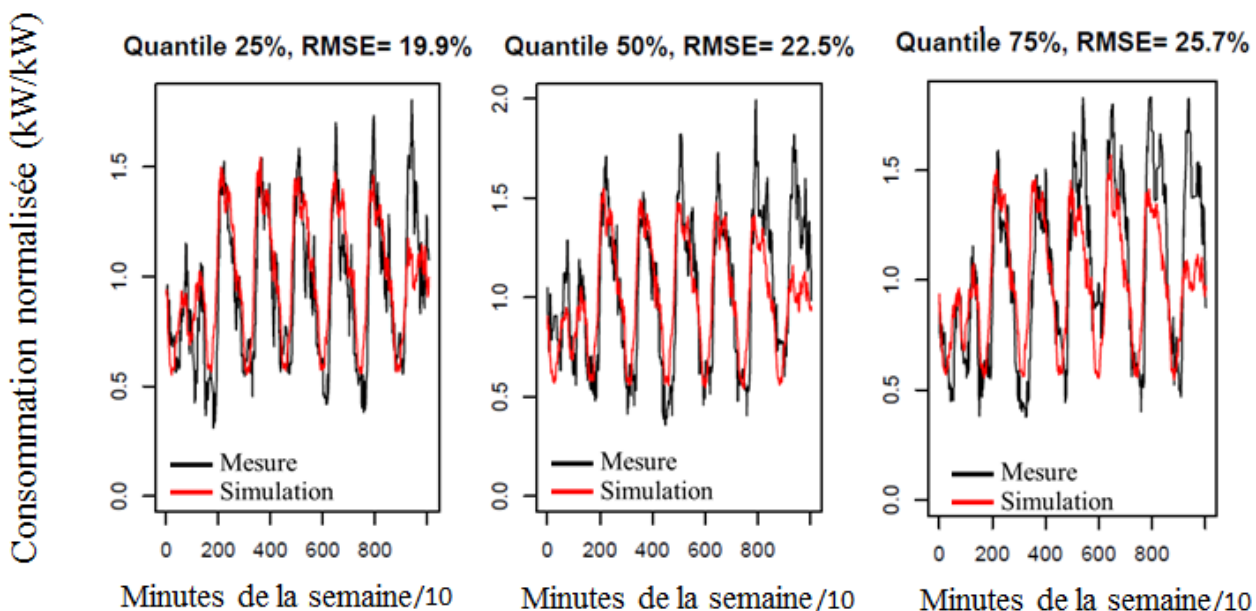 Consommation normalisée (kW/kW)
Quantile 25%, RMSE= 19.9%
1.5
1.0
0.5
0.0
Mesure
Simulation
0 200 400 600 800
Minutes de la semaine/10
Quantile 50%, RMSE= 22.5%
2.0
1.5
1.0
0.5
0.0
Mesure
Simulation
0 200 400 600 800
Minutes de la semaine/10
Quantile 75%, RMSE= 25.7%
1.5
1.0
0.5
0.0
Mesure
Simulation
0 200 400 600 800
Minutes de la semaine/10